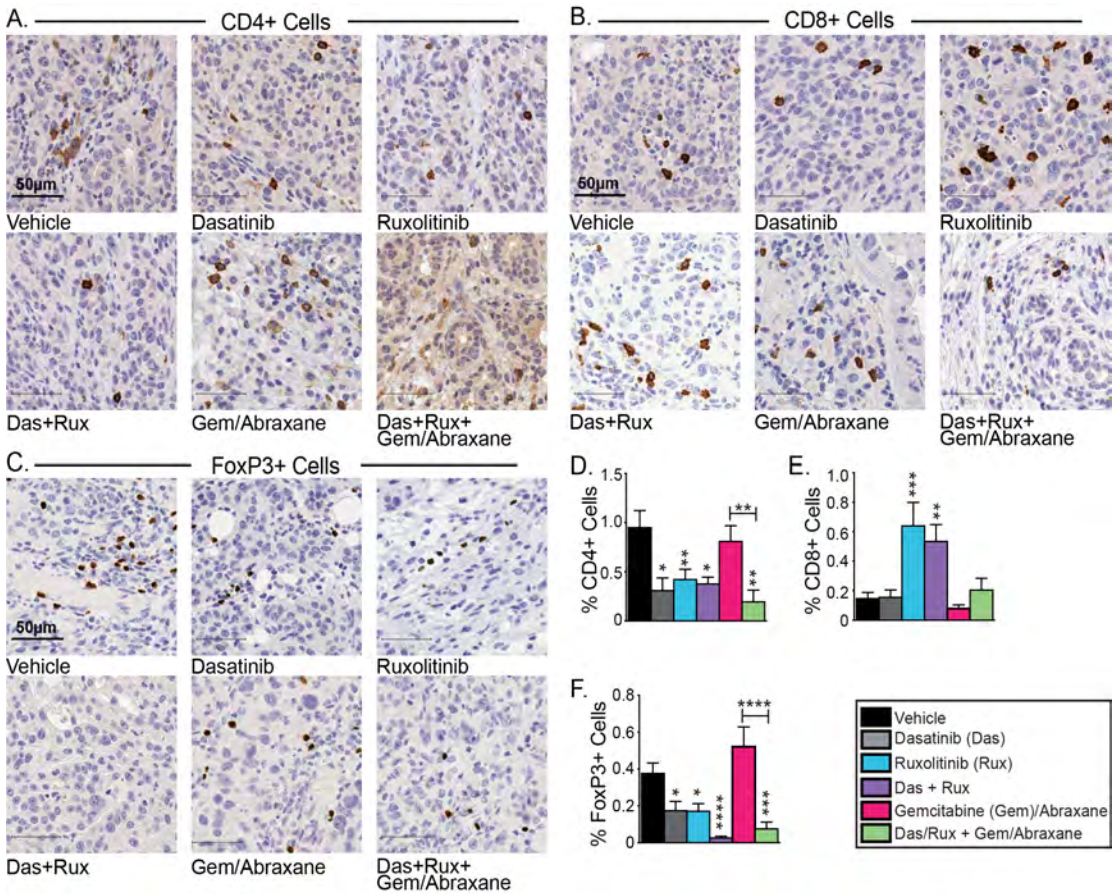 A. CD4+ Cells
50µm
Vehicle Dasatinib Ruxolitinib
Das+Rux Gem/Abraxane Das+Rux+
Gem/Abraxane
B. CD8+ Cells
50µm
Vehicle Dasatinib Ruxolitinib
Das+Rux Gem/Abraxane Das+Rux+
Gem/Abraxane
C. FoxP3+ Cells
50µm
Vehicle Dasatinib Ruxolitinib
Das+Rux Gem/Abraxane Das+Rux+
Gem/Abraxane
D.
% CD4+ Cells
1.5
1.0
0.5
0
* ** * ** **
E.
% CD8+ Cells
1.0
0.8
0.6
0.4
0.2
0
*** **
F.
% FoxP3+ Cells
0.8
0.6
0.4
0.2
0
* * **** **** ***
Vehicle
Dasatinib (Das)
Ruxolitinib (Rux)
Das + Rux
Gemcitabine (Gem)/Abraxane
Das/Rux + Gem/Abraxane